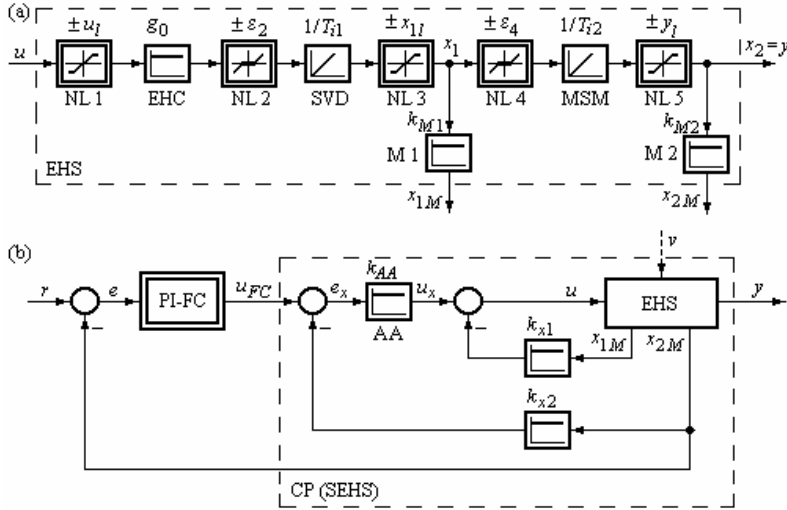 (a)
± u_l g_0 ± ε_2 1/T_i1 ± x_1l x_1 ± ε_4 1/T_i2 ± y_l x_2 = y
u
NL 1 EHC NL 2 SVD NL 3 NL 4 MSM NL 5
k_M1 k_M2
M 1 M 2
EHS
x_1M x_2M
(b)
v
r e PI-FC u_FC e_x k_AA u_x u EHS y
− − −
AA
k_x1 x_1M x_2M
k_x2
CP (SEHS)